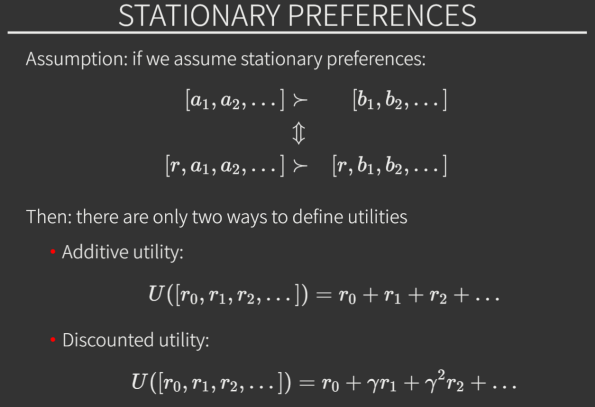 STATIONARY PREFERENCES
Assumption: if we assume stationary preferences:
[a₁, a₂, . . . ] ≻ [b₁, b₂, . . . ]
⇕
[r, a₁, a₂, . . . ] ≻ [r, b₁, b₂, . . . ]
Then: there are only two ways to define utilities
• Additive utility:
U([r₀, r₁, r₂, . . . ]) = r₀ + r₁ + r₂ + . . .
• Discounted utility:
U([r₀, r₁, r₂, . . . ]) = r₀ + γr₁ + γ²r₂ + . . .